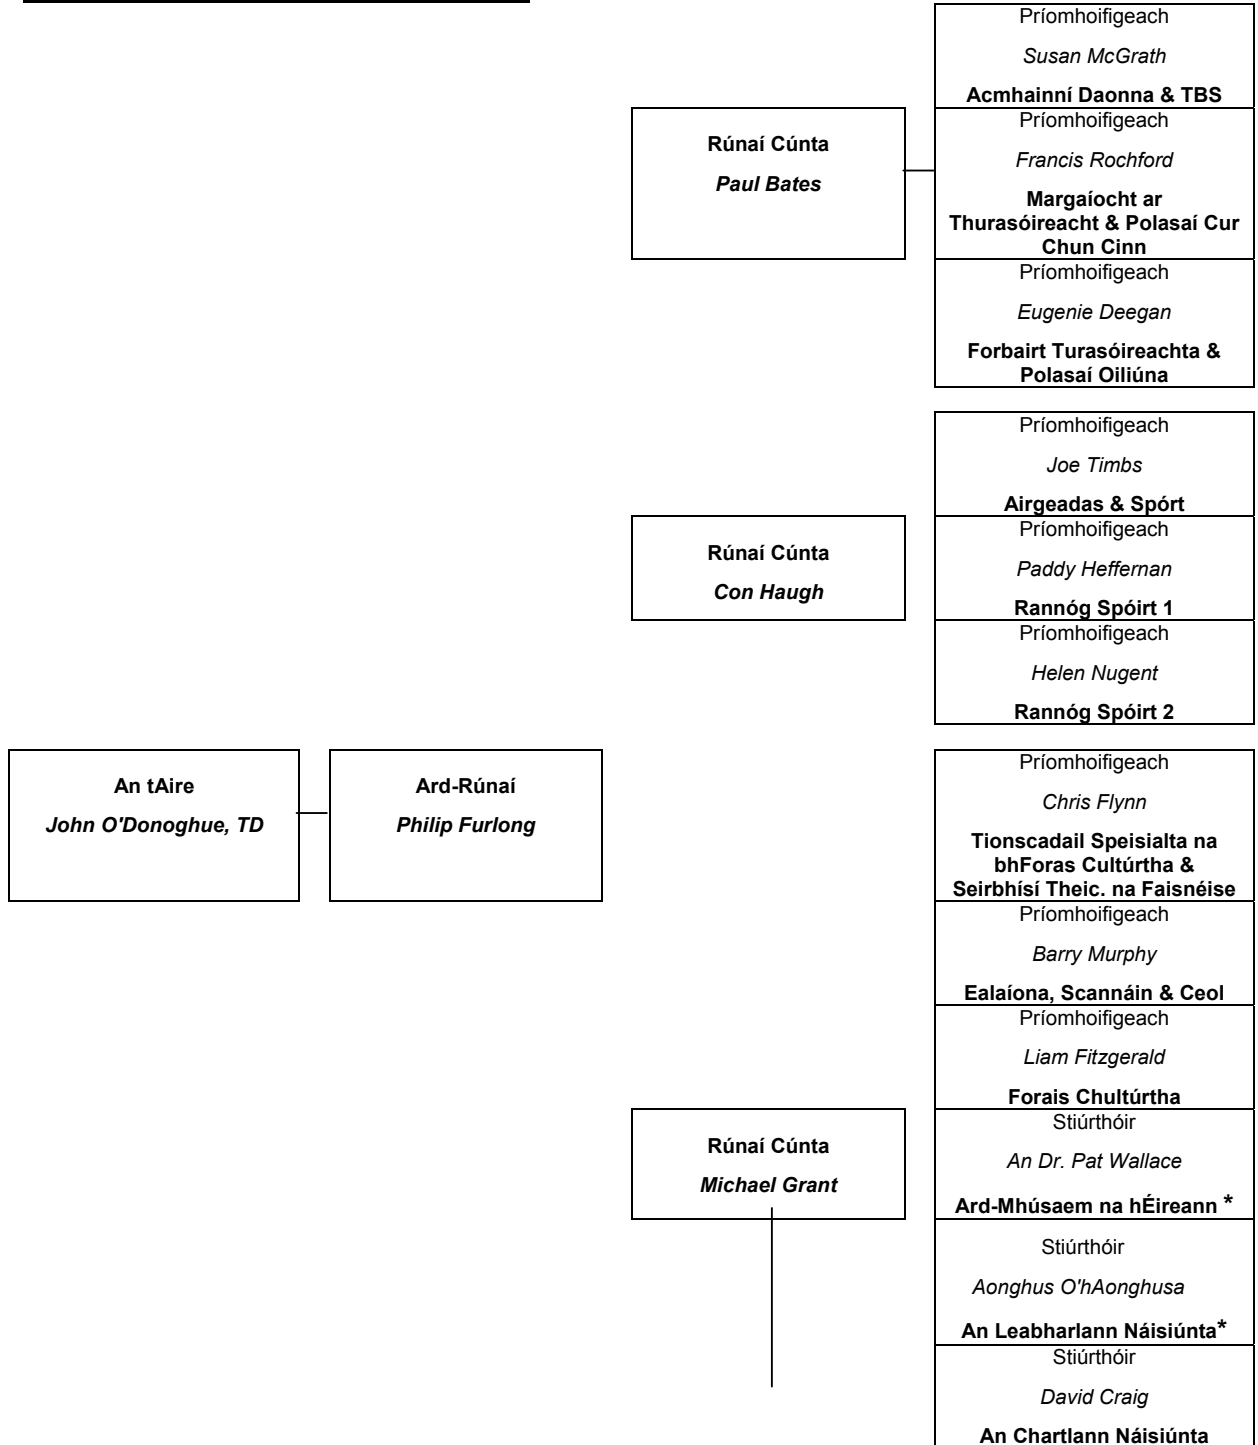 Príomhoifigeach
Susan McGrath
Acmhainní Daonna & TBS
Rúnaí Cúnta
Paul Bates
Príomhoifigeach
Francis Rochford
Margaíocht ar
Thurasóireacht & Polasaí Cur
Chun Cinn
Príomhoifigeach
Eugenie Deegan
Forbairt Turasóireachta &
Polasaí Oiliúna
Príomhoifigeach
Joe Timbs
Airgeadas & Spórt
Rúnaí Cúnta
Con Haugh
Príomhoifigeach
Paddy Heffernan
Rannóg Spóirt 1
Príomhoifigeach
Helen Nugent
Rannóg Spóirt 2
An tAire
John O'Donoghue, TD
Ard-Rúnaí
Philip Furlong
Príomhoifigeach
Chris Flynn
Tionscadail Speisialta na
bhForas Cultúrtha &
Seirbhísí Theic. na Faisnéise
Príomhoifigeach
Barry Murphy
Ealaíona, Scannáin & Ceol
Príomhoifigeach
Liam Fitzgerald
Forais Chultúrtha
Rúnaí Cúnta
Michael Grant
Stiúrthóir
An Dr. Pat Wallace
Ard-Mhúsaem na hÉireann *
Stiúrthóir
Aonghus O'hAonghusa
An Leabharlann Náisiúnta*
Stiúrthóir
David Craig
An Chartlann Náisiúnta